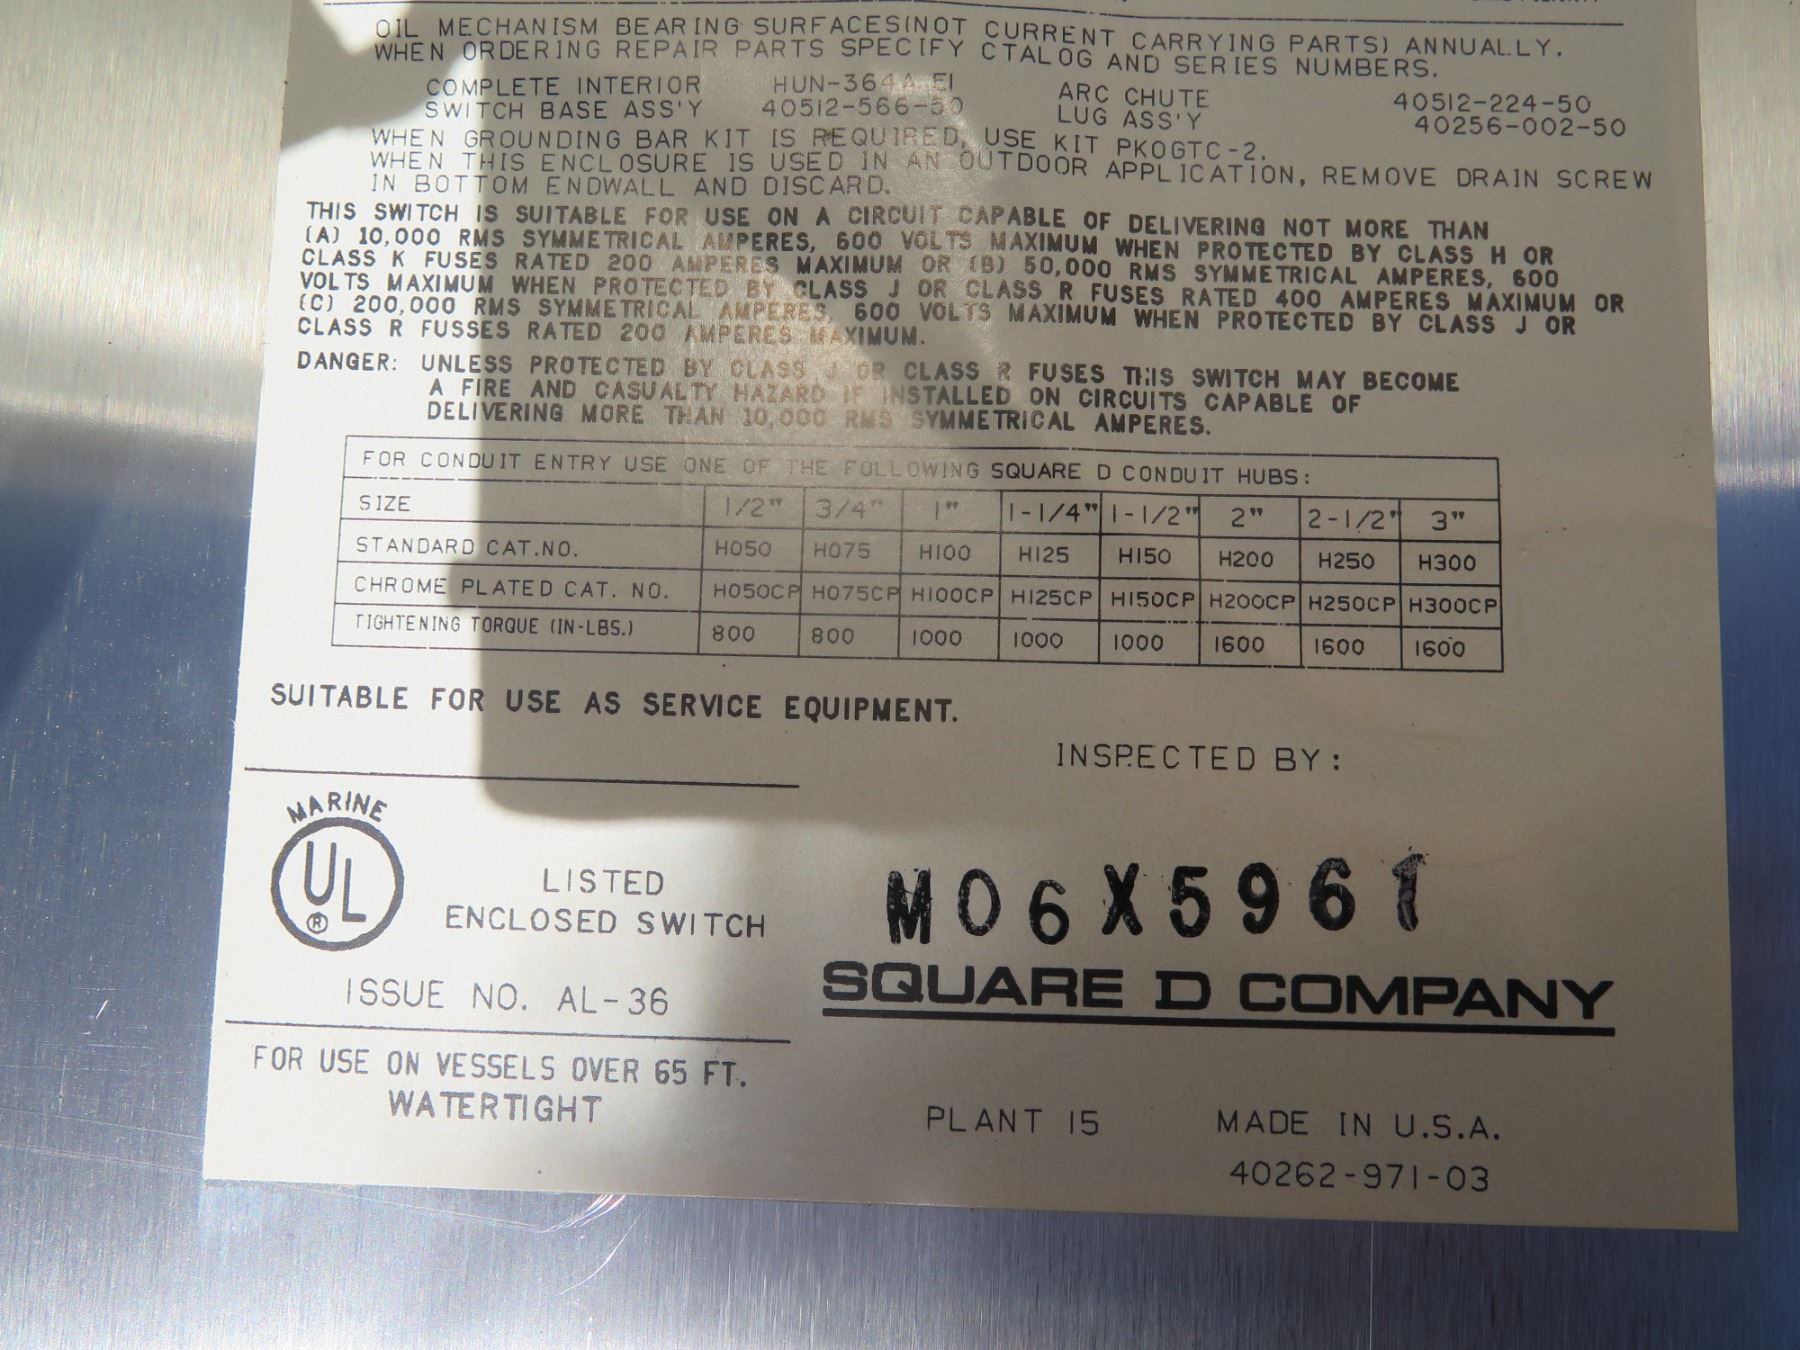 OIL MECHANISM BEARING SURFACES(NOT CURRENT CARRYING PARTS) ANNUALLY.
WHEN ORDERING REPAIR PARTS SPECIFY CTALOG AND SERIES NUMBERS.
COMPLETE INTERIOR HUN-364A-EI ARC CHUTE 40512-224-50
SWITCH BASE ASS'Y 40512-566-50 LUG ASS'Y 40256-002-50
WHEN GROUNDING BAR KIT IS REQUIRED, USE KIT PKOGTC-2.
WHEN THIS ENCLOSURE IS USED IN AN OUTDOOR APPLICATION, REMOVE DRAIN SCREW
IN BOTTOM ENDWALL AND DISCARD.
THIS SWITCH IS SUITABLE FOR USE ON A CIRCUIT CAPABLE OF DELIVERING NOT MORE THAN
(A) 10,000 RMS SYMMETRICAL AMPERES, 600 VOLTS MAXIMUM WHEN PROTECTED BY CLASS H OR
CLASS K FUSES RATED 200 AMPERES MAXIMUM OR (B) 50,000 RMS SYMMETRICAL AMPERES, 600
VOLTS MAXIMUM WHEN PROTECTED BY CLASS J OR CLASS R FUSES RATED 400 AMPERES MAXIMUM OR
(C) 200,000 RMS SYMMETRICAL AMPERES, 600 VOLTS MAXIMUM WHEN PROTECTED BY CLASS J OR
CLASS R FUSSES RATED 200 AMPERES MAXIMUM.
DANGER: UNLESS PROTECTED BY CLASS J OR CLASS R FUSES THIS SWITCH MAY BECOME
A FIRE AND CASUALTY HAZARD IF INSTALLED ON CIRCUITS CAPABLE OF
DELIVERING MORE THAN 10,000 RMS SYMMETRICAL AMPERES.
FOR CONDUIT ENTRY USE ONE OF THE FOLLOWING SQUARE D CONDUIT HUBS:
SIZE 1/2" 3/4" 1" 1-1/4" 1-1/2" 2" 2-1/2" 3"
STANDARD CAT.NO. H050 H075 H100 H125 H150 H200 H250 H300
CHROME PLATED CAT. NO. H050CP H075CP H100CP H125CP H150CP H200CP H250CP H300CP
TIGHTENING TORQUE (IN-LBS.) 800 800 1000 1000 1000 1600 1600 1600
SUITABLE FOR USE AS SERVICE EQUIPMENT.
INSPECTED BY:
MARINE
UL
®
LISTED
ENCLOSED SWITCH
M06X5961
SQUARE D COMPANY
ISSUE NO. AL-36
FOR USE ON VESSELS OVER 65 FT.
WATERTIGHT
PLANT 15 MADE IN U.S.A.
40262-971-03